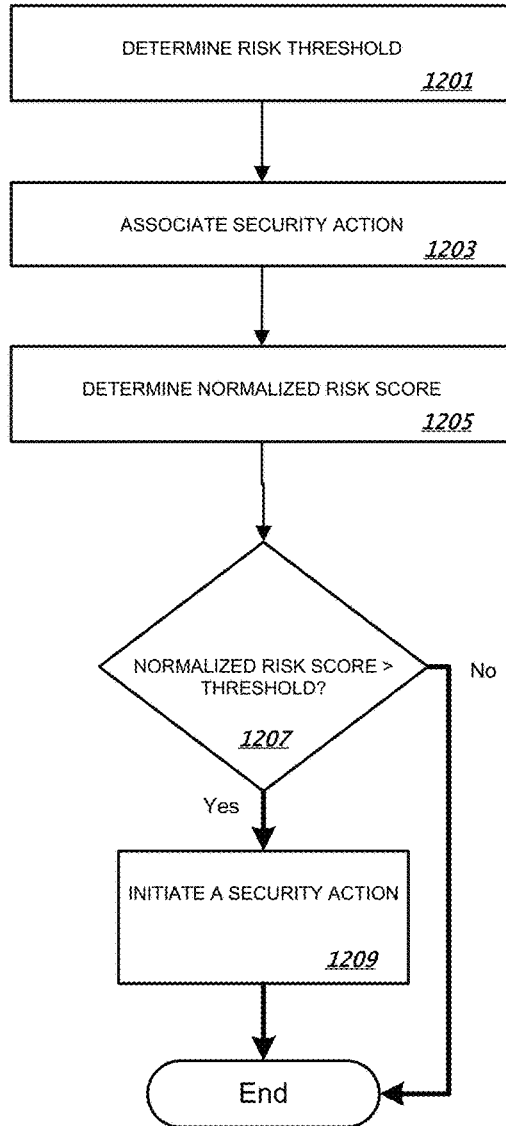 DETERMINE RISK THRESHOLD
1201
ASSOCIATE SECURITY ACTION
1203
DETERMINE NORMALIZED RISK SCORE
1205
NORMALIZED RISK SCORE >
THRESHOLD?
1207
No
Yes
INITIATE A SECURITY ACTION
1209
End